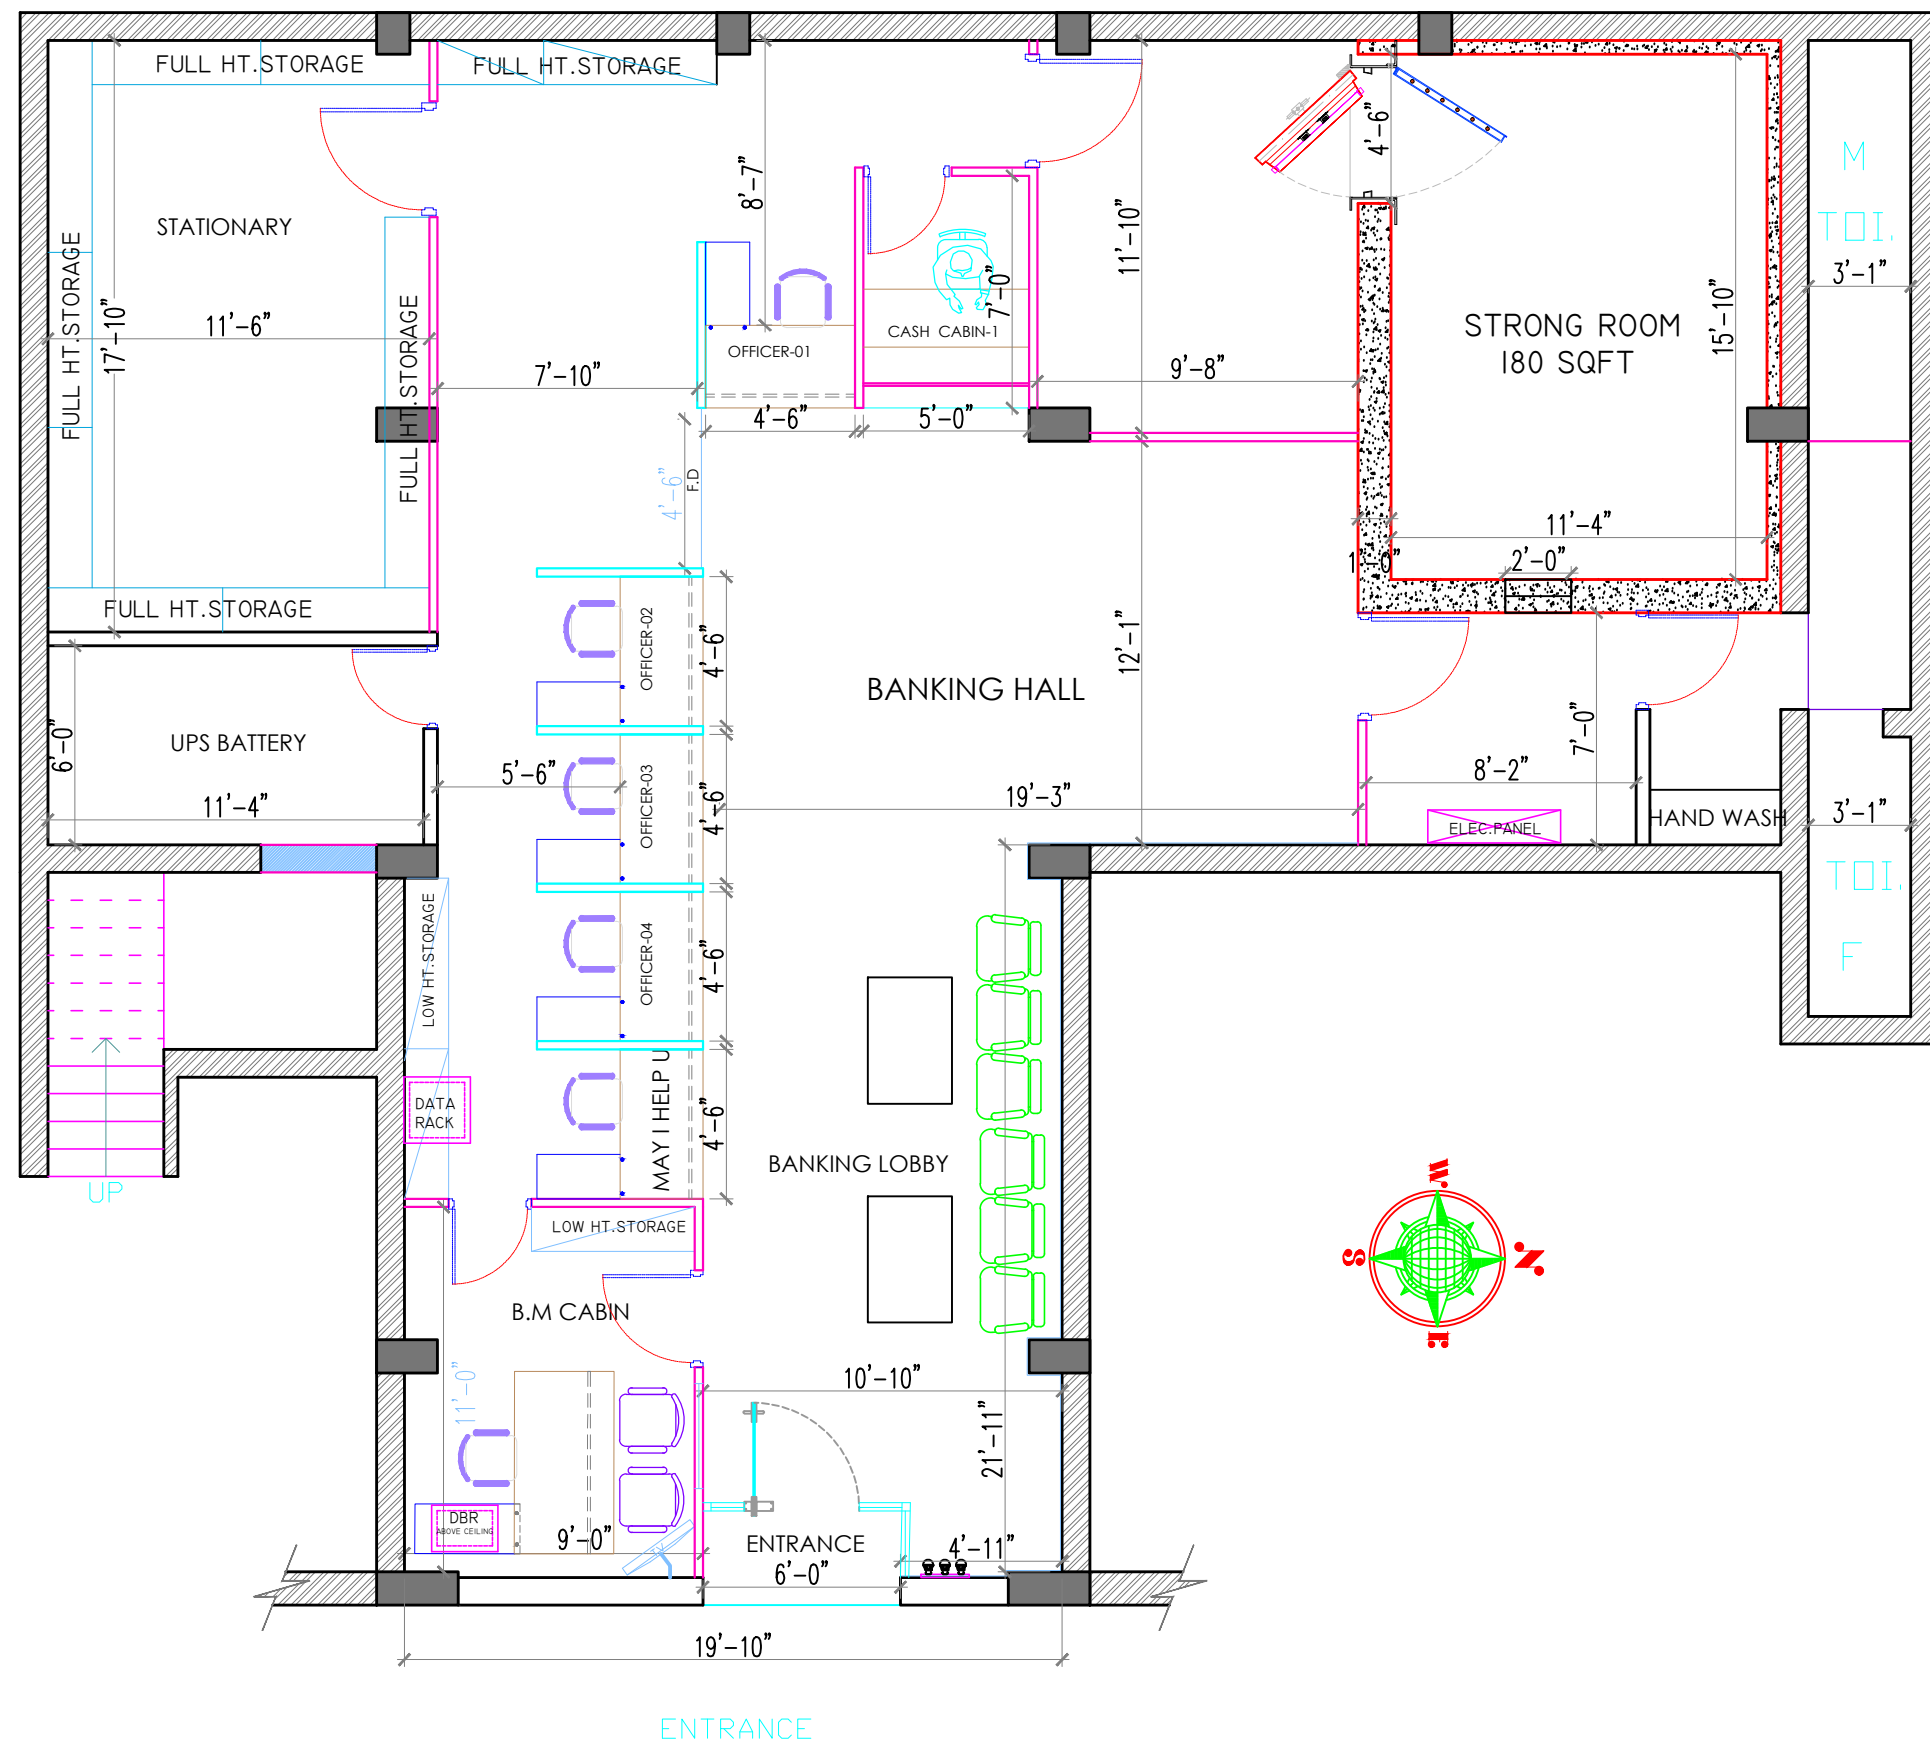 FULL HT.STORAGE
FULL HT.STORAGE
M
TOI.
3'-1"
4'-6"
8'-7"
STATIONARY
11'-10"
7'-0"
FULL HT.STORAGE
17'-10"
11'-6"
FULL HT.STORAGE
OFFICER-01
CASH CABIN-1
STRONG ROOM
180 SQFT
15'-10"
7'-10"
9'-8"
4'-6"
5'-0"
4'-6"
F.D
11'-4"
1'-0"
2'-0"
FULL HT.STORAGE
OFFICER-02
4'-6"
12'-1"
BANKING HALL
6'-0"
UPS BATTERY
11'-4"
5'-6"
OFFICER-03
4'-6"
19'-3"
7'-0"
8'-2"
ELEC.PANEL
HAND WASH
3'-1"
TOI.
F
LOW HT.STORAGE
OFFICER-04
4'-6"
DATA
RACK
MAY I HELP U
4'-6"
BANKING LOBBY
UP
LOW HT.STORAGE
W
S
N
E
B.M CABIN
11'-0"
10'-10"
21'-11"
DBR
ABOVE CEILING
9'-0"
TV
ENTRANCE
4'-11"
6'-0"
19'-10"
ENTRANCE